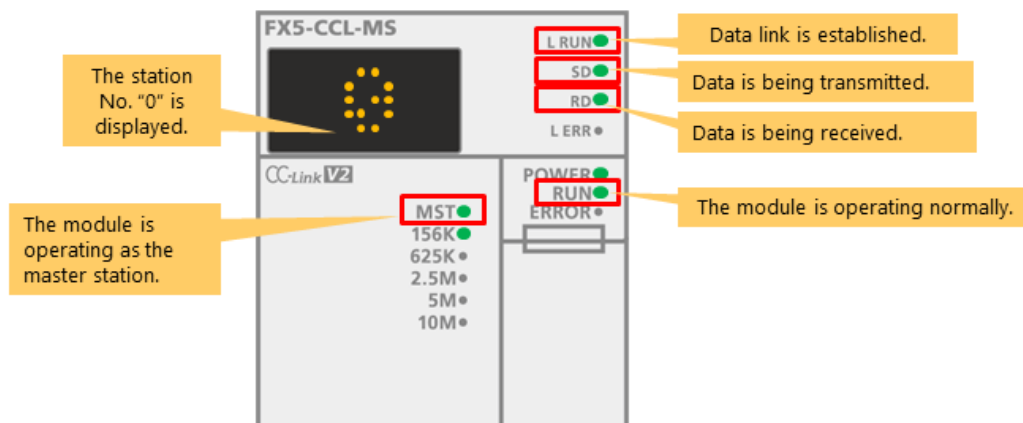 FX5-CCL-MS
L RUN
SD
RD
L ERR
Data link is established.
Data is being transmitted.
Data is being received.
The station
No. "0" is
displayed.
0
CC-Link V2
MST
156K
625K
2.5M
5M
10M
POWER
RUN
ERROR
The module is operating normally.
The module is
operating as the
master station.